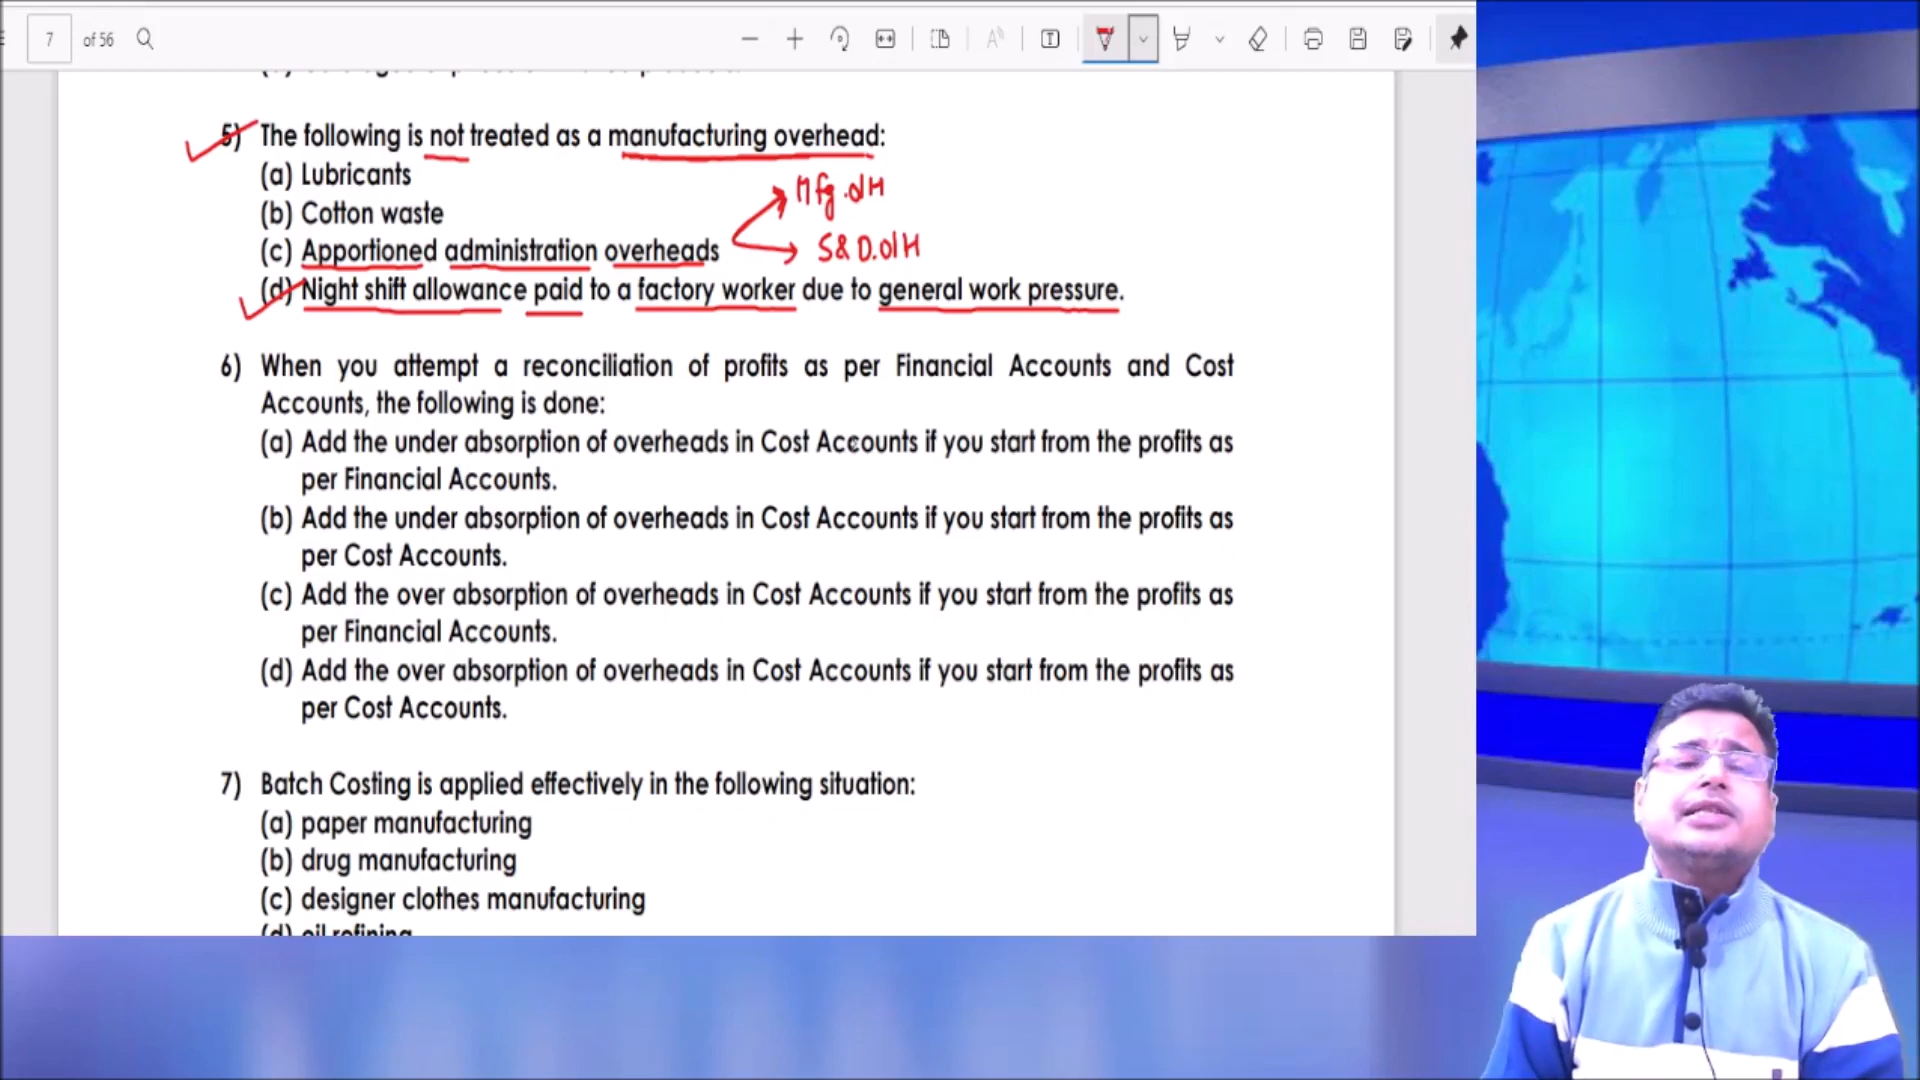 7 of 56
5) The following is not treated as a manufacturing overhead:
(a) Lubricants
Mfg.oH
(b) Cotton waste
(c) Apportioned administration overheads
S&D.oH
(d) Night shift allowance paid to a factory worker due to general work pressure.
6) When you attempt a reconciliation of profits as per Financial Accounts and Cost
Accounts, the following is done:
(a) Add the under absorption of overheads in Cost Accounts if you start from the profits as
per Financial Accounts.
(b) Add the under absorption of overheads in Cost Accounts if you start from the profits as
per Cost Accounts.
(c) Add the over absorption of overheads in Cost Accounts if you start from the profits as
per Financial Accounts.
(d) Add the over absorption of overheads in Cost Accounts if you start from the profits as
per Cost Accounts.
7) Batch Costing is applied effectively in the following situation:
(a) paper manufacturing
(b) drug manufacturing
(c) designer clothes manufacturing
(d) oil refining